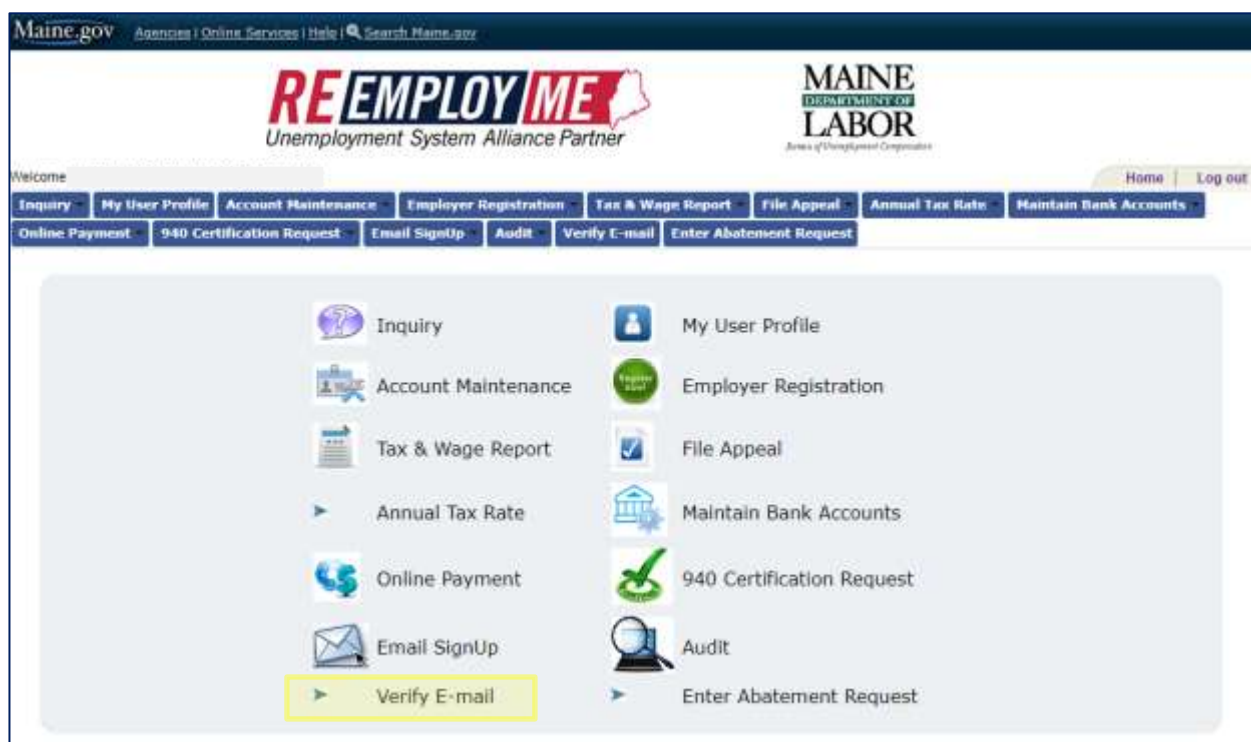 Maine.gov Agencies | Online Services | Help | Search Maine.gov
REEMPLOYME
Unemployment System Alliance Partner
MAINE
DEPARTMENT OF
LABOR
Bureau of Unemployment Compensation
Welcome
Home | Log out
Inquiry My User Profile Account Maintenance Employer Registration Tax & Wage Report File Appeal Annual Tax Rate Maintain Bank Accounts
Online Payment 940 Certification Request Email SignUp Audit Verify E-mail Enter Abatement Request
Inquiry My User Profile
Account Maintenance Employer Registration
Tax & Wage Report File Appeal
Annual Tax Rate Maintain Bank Accounts
Online Payment 940 Certification Request
Email SignUp Audit
Verify E-mail Enter Abatement Request